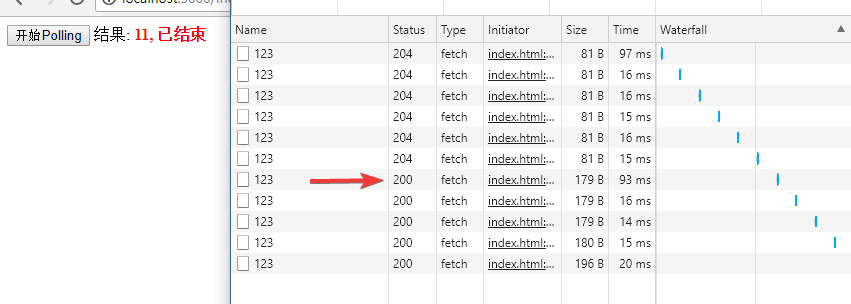 开始Polling 结果: 11, 已结束
Name Status Type Initiator Size Time Waterfall
123 204 fetch index.html:... 81 B 97 ms
123 204 fetch index.html:... 81 B 16 ms
123 204 fetch index.html:... 81 B 16 ms
123 204 fetch index.html:... 81 B 15 ms
123 204 fetch index.html:... 81 B 16 ms
123 204 fetch index.html:... 81 B 15 ms
123 200 fetch index.html:... 179 B 93 ms
123 200 fetch index.html:... 179 B 16 ms
123 200 fetch index.html:... 179 B 14 ms
123 200 fetch index.html:... 180 B 15 ms
123 200 fetch index.html:... 196 B 20 ms